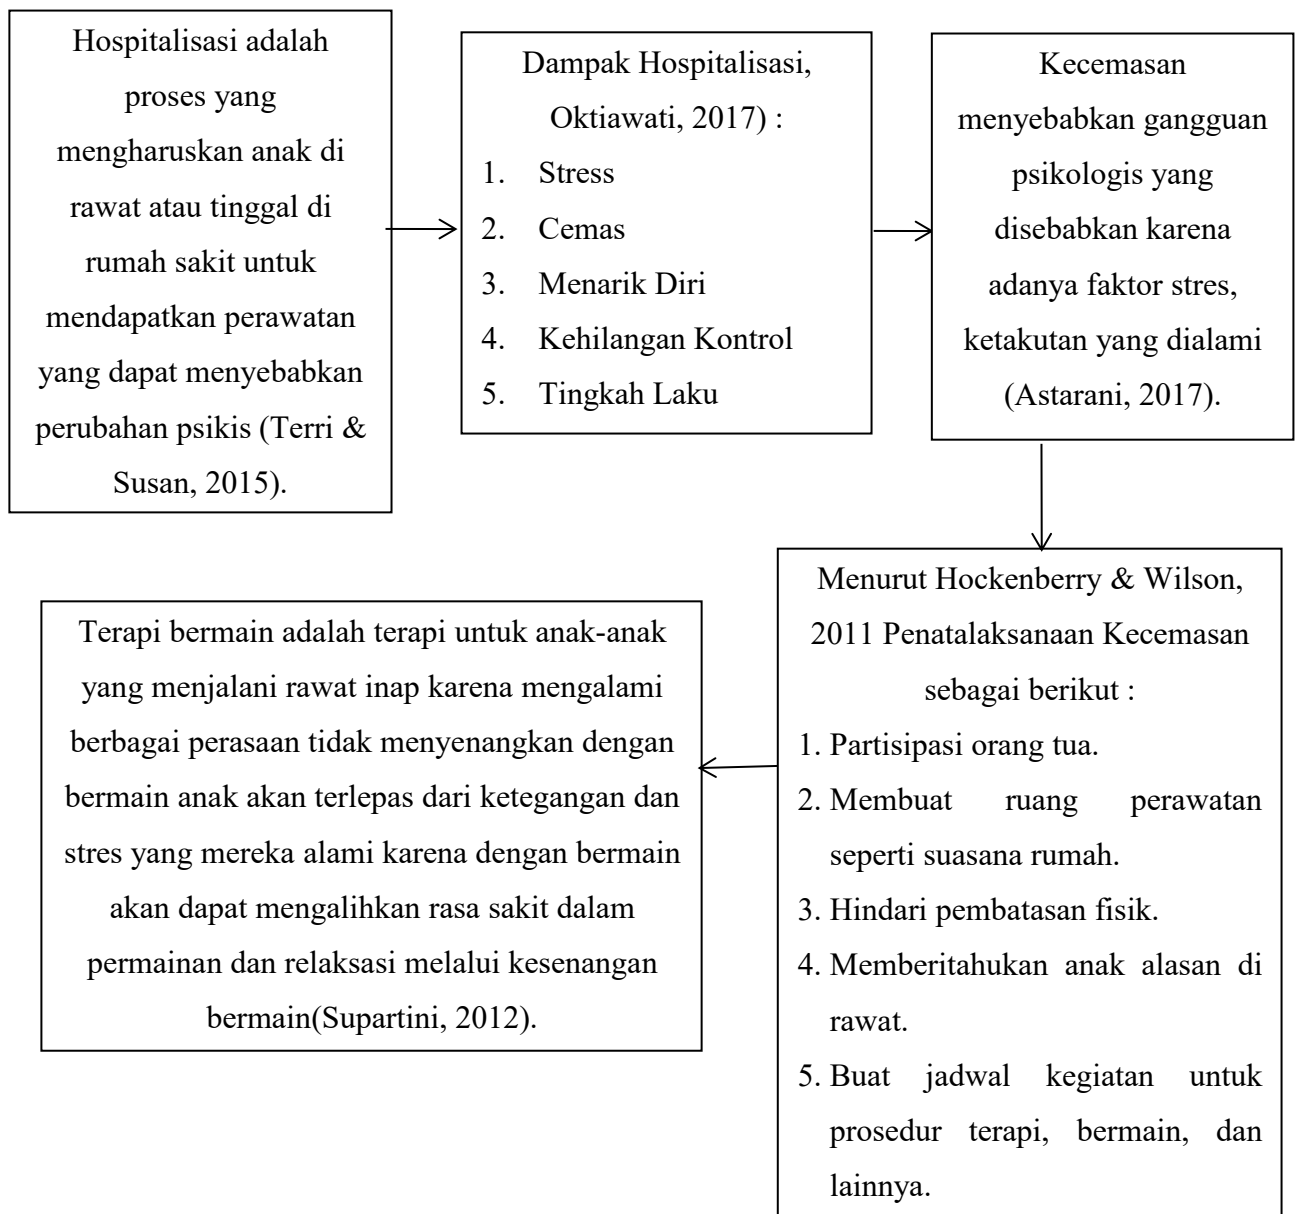 Hospitalisasi adalah
proses yang
mengharuskan anak di
rawat atau tinggal di
rumah sakit untuk
mendapatkan perawatan
yang dapat menyebabkan
perubahan psikis (Terri &
Susan, 2015).
Dampak Hospitalisasi,
Oktiawati, 2017) :
1. Stress
2. Cemas
3. Menarik Diri
4. Kehilangan Kontrol
5. Tingkah Laku
Kecemasan
menyebabkan gangguan
psikologis yang
disebabkan karena
adanya faktor stres,
ketakutan yang dialami
(Astarani, 2017).
Menurut Hockenberry & Wilson,
2011 Penatalaksanaan Kecemasan
sebagai berikut :
1. Partisipasi orang tua.
2. Membuat ruang perawatan
seperti suasana rumah.
3. Hindari pembatasan fisik.
4. Memberitahukan anak alasan di
rawat.
5. Buat jadwal kegiatan untuk
prosedur terapi, bermain, dan
lainnya.
Terapi bermain adalah terapi untuk anak-anak
yang menjalani rawat inap karena mengalami
berbagai perasaan tidak menyenangkan dengan
bermain anak akan terlepas dari ketegangan dan
stres yang mereka alami karena dengan bermain
akan dapat mengalihkan rasa sakit dalam
permainan dan relaksasi melalui kesenangan
bermain(Supartini, 2012).